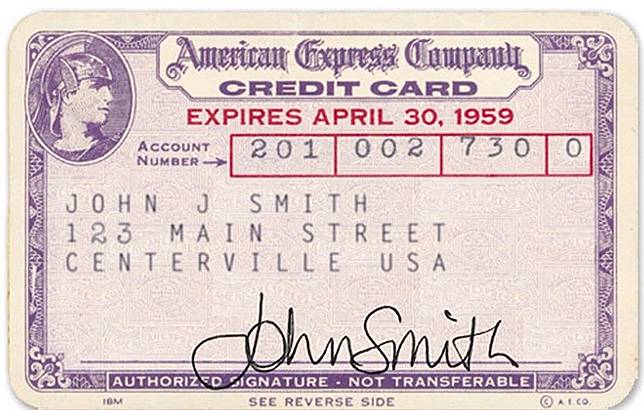 American Express Company
CREDIT CARD
EXPIRES APRIL 30, 1959
ACCOUNT
NUMBER → 201 002 730 0
JOHN J SMITH
123 MAIN STREET
CENTERVILLE USA
John Smith
AUTHORIZED SIGNATURE - NOT TRANSFERABLE
IBM SEE REVERSE SIDE © A.E.CO.